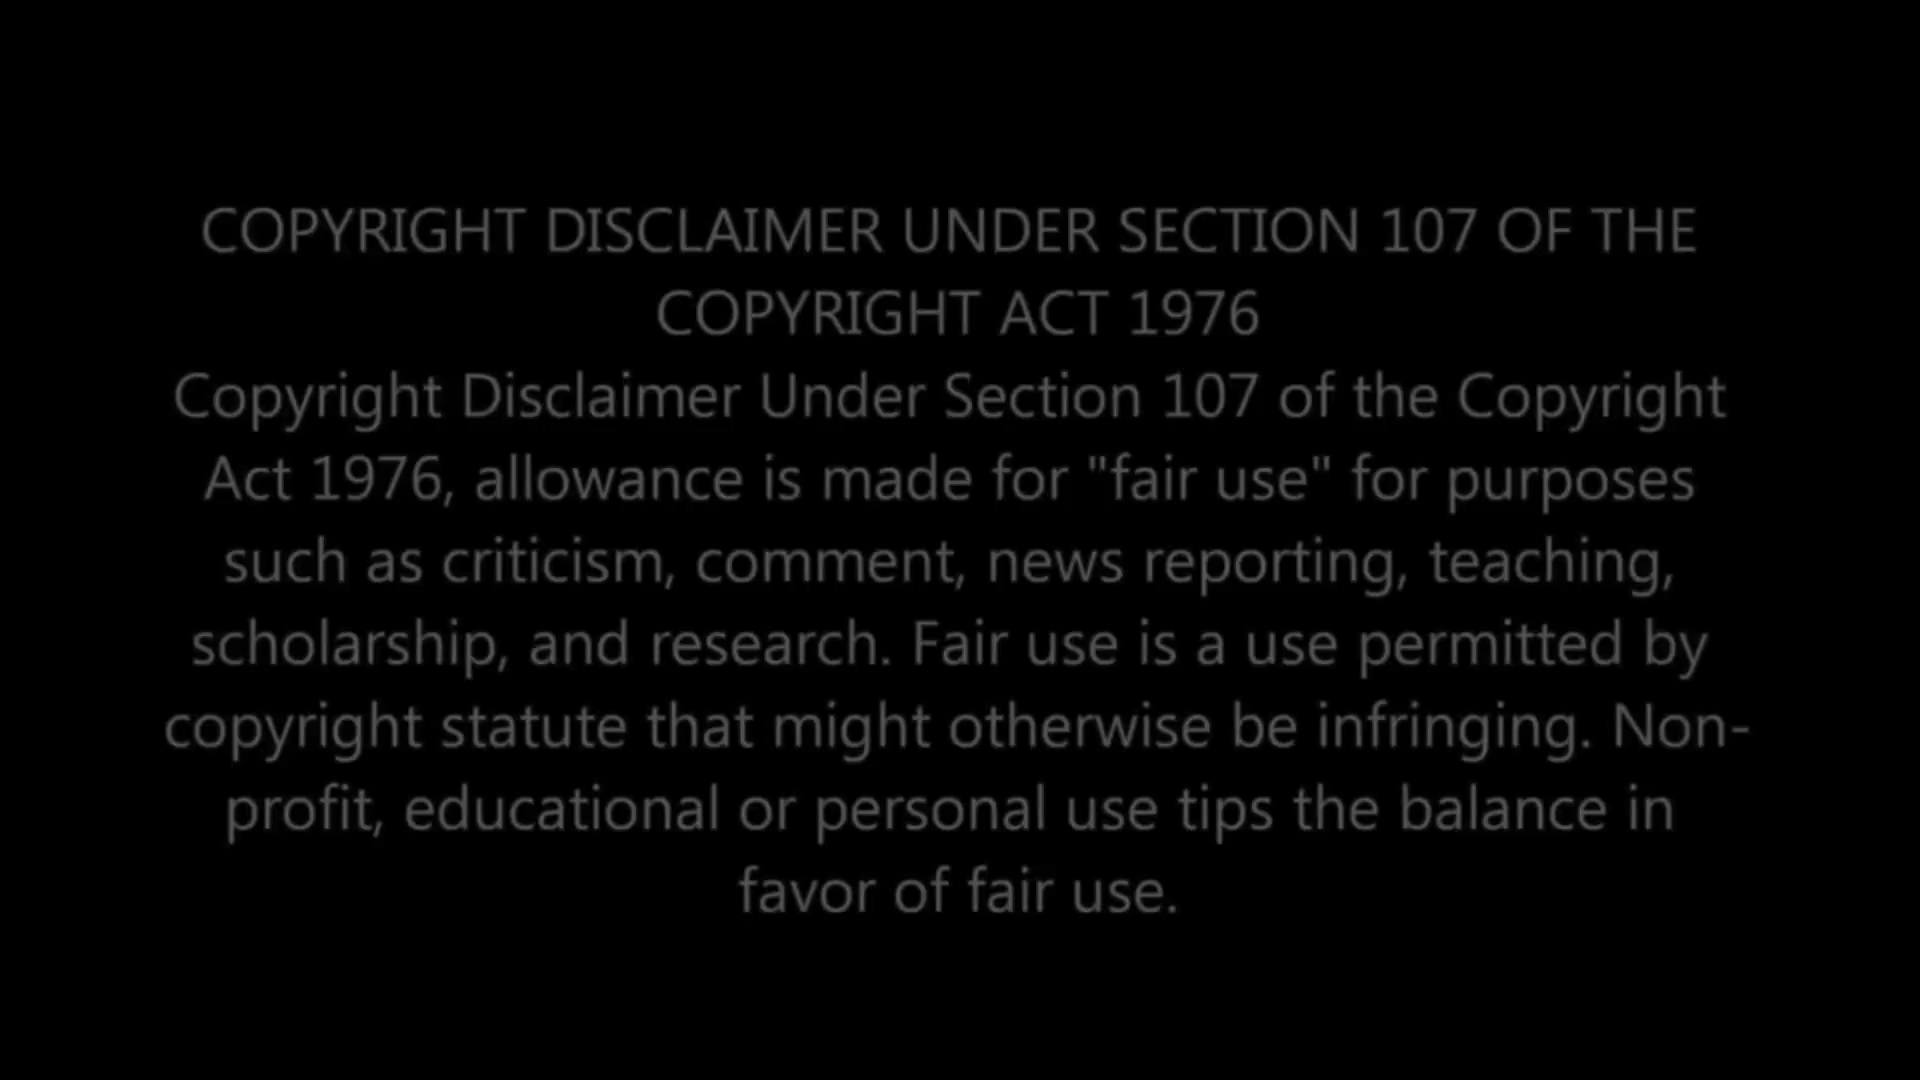 COPYRIGHT DISCLAIMER UNDER SECTION 107 OF THE
COPYRIGHT ACT 1976
Copyright Disclaimer Under Section 107 of the Copyright
Act 1976, allowance is made for "fair use" for purposes
such as criticism, comment, news reporting, teaching,
scholarship, and research. Fair use is a use permitted by
copyright statute that might otherwise be infringing. Non-
profit, educational or personal use tips the balance in
favor of fair use.